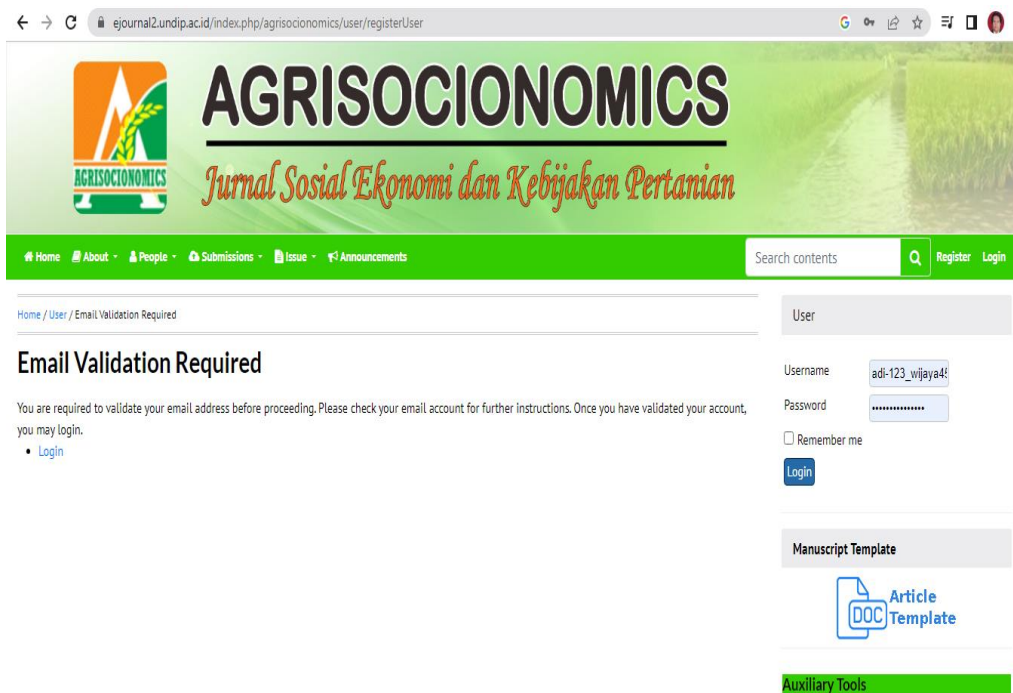 ejournal2.undip.ac.id/index.php/agrisocionomics/user/registerUser
AGRISOCIONOMICS
AGRISOCIONOMICS
Jurnal Sosial Ekonomi dan Kebijakan Pertanian
Home About People Submissions Issue Announcements
Search contents
Register Login
Home / User / Email Validation Required
Email Validation Required
You are required to validate your email address before proceeding. Please check your email account for further instructions. Once you have validated your account,
you may login.
• Login
User
Username adi-123_wijaya45
Password ••••••••••••••
Remember me
Login
Manuscript Template
DOC
Article
Template
Auxiliary Tools